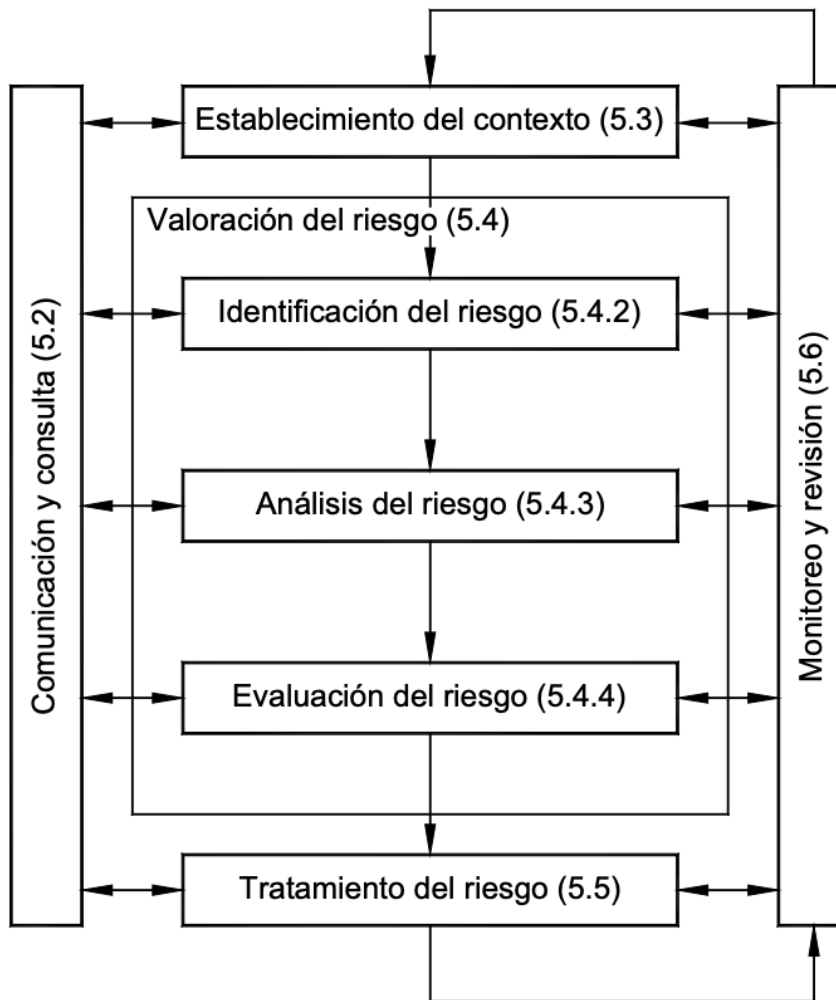 Establecimiento del contexto (5.3)
Valoración del riesgo (5.4)
Identificación del riesgo (5.4.2)
Análisis del riesgo (5.4.3)
Evaluación del riesgo (5.4.4)
Tratamiento del riesgo (5.5)
Comunicación y consulta (5.2)
Monitoreo y revisión (5.6)